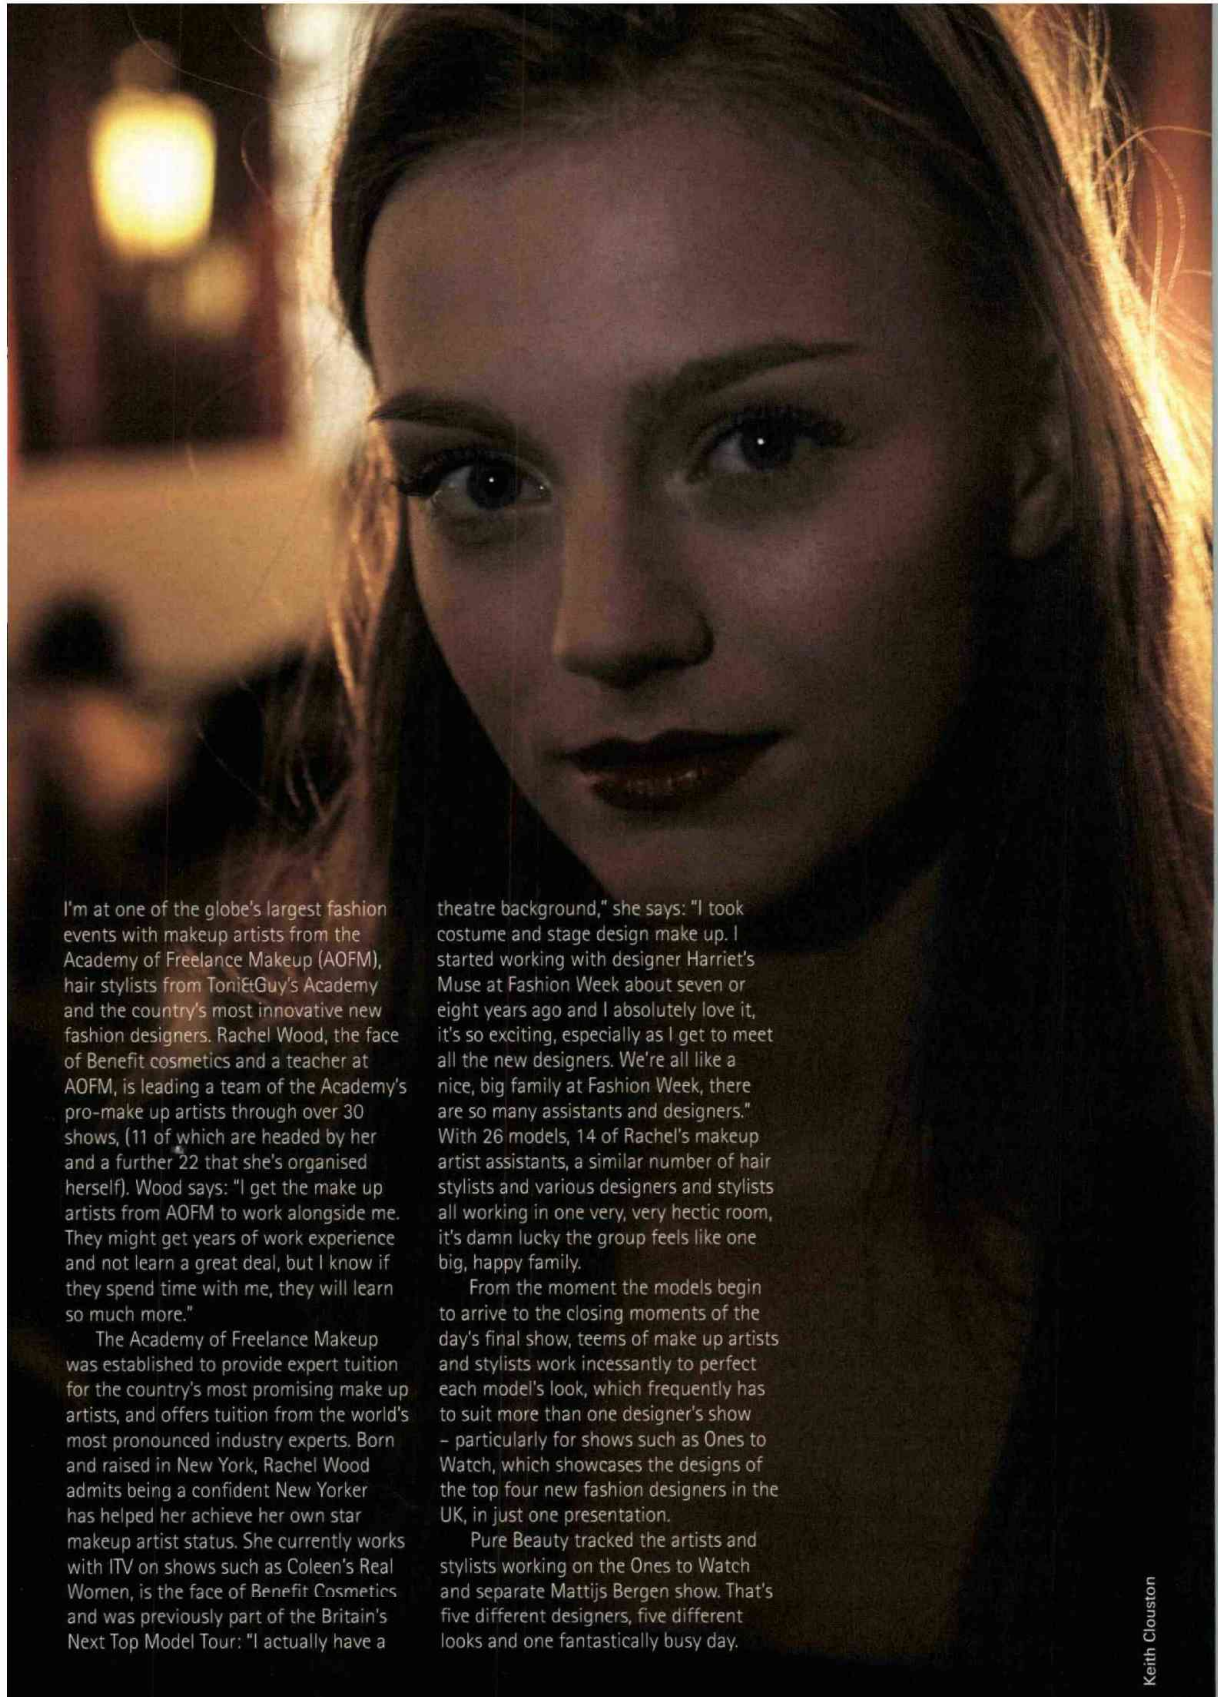 I'm at one of the globe's largest fashion
events with makeup artists from the
Academy of Freelance Makeup (AOFM),
hair stylists from Toni&Guy's Academy
and the country's most innovative new
fashion designers. Rachel Wood, the face
of Benefit cosmetics and a teacher at
AOFM, is leading a team of the Academy's
pro-make up artists through over 30
shows, (11 of which are headed by her
and a further 22 that she's organised
herself). Wood says: "I get the make up
artists from AOFM to work alongside me.
They might get years of work experience
and not learn a great deal, but I know if
they spend time with me, they will learn
so much more."
The Academy of Freelance Makeup
was established to provide expert tuition
for the country's most promising make up
artists, and offers tuition from the world's
most pronounced industry experts. Born
and raised in New York, Rachel Wood
admits being a confident New Yorker
has helped her achieve her own star
makeup artist status. She currently works
with ITV on shows such as Coleen's Real
Women, is the face of Benefit Cosmetics
and was previously part of the Britain's
Next Top Model Tour: "I actually have a
theatre background," she says: "I took
costume and stage design make up. I
started working with designer Harriet's
Muse at Fashion Week about seven or
eight years ago and I absolutely love it,
it's so exciting, especially as I get to meet
all the new designers. We're all like a
nice, big family at Fashion Week, there
are so many assistants and designers."
With 26 models, 14 of Rachel's makeup
artist assistants, a similar number of hair
stylists and various designers and stylists
all working in one very, very hectic room,
it's damn lucky the group feels like one
big, happy family.
From the moment the models begin
to arrive to the closing moments of the
day's final show, teems of make up artists
and stylists work incessantly to perfect
each model's look, which frequently has
to suit more than one designer's show
– particularly for shows such as Ones to
Watch, which showcases the designs of
the top four new fashion designers in the
UK, in just one presentation.
Pure Beauty tracked the artists and
stylists working on the Ones to Watch
and separate Mattijs Bergen show. That's
five different designers, five different
looks and one fantastically busy day.
Keith Clouston